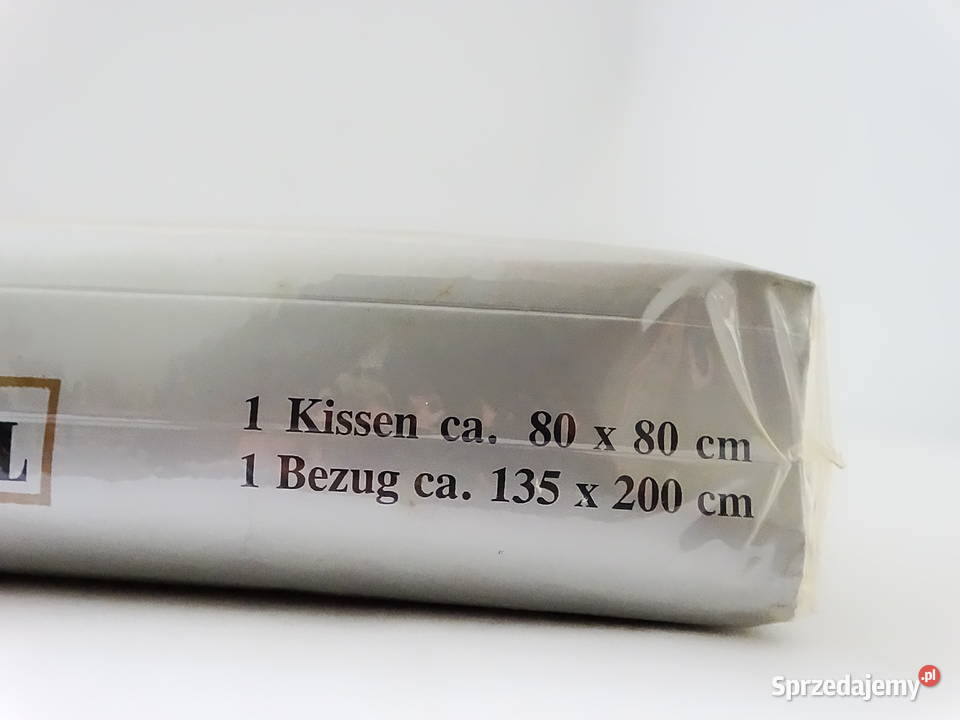 L
1 Kissen ca. 80 x 80 cm
1 Bezug ca. 135 x 200 cm
Sprzedajemy.pl